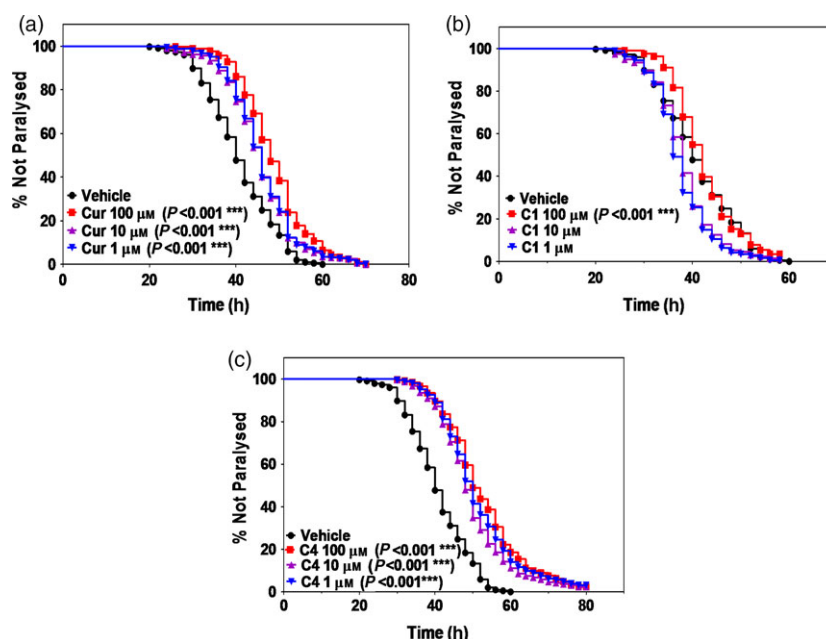 (a)
% Not Paralysed
100
80
60
40
20
0
Vehicle
Cur 100 μM (P <0.001 ***)
Cur 10 μM (P <0.001 ***)
Cur 1 μM (P <0.001 ***)
0 20 40 60 80
Time (h)
(b)
% Not Paralysed
100
80
60
40
20
0
Vehicle
C1 100 μM (P <0.001 ***)
C1 10 μM
C1 1 μM
0 20 40 60
Time (h)
(c)
% Not Paralysed
100
80
60
40
20
0
Vehicle
C4 100 μM (P <0.001 ***)
C4 10 μM (P <0.001 ***)
C4 1 μM (P <0.001***)
0 20 40 60 80
Time (h)